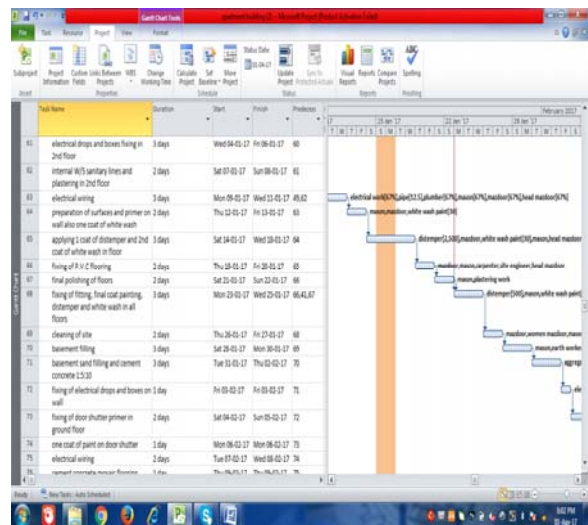 Gantt Chart Tools
apartment building (2) - Microsoft Project (Product Activation Failed)
File Task Resource Project View Format
Status Date:
01-04-17
Subproject Project Information Custom Fields Links Between Projects WBS Change Working Time Calculate Project Set Baseline Move Project Update Project Sync to Protected Actuals Visual Reports Reports Compare Projects Spelling
Insert Properties Schedule Status Reports Proofing
Task Name Duration Start Finish Predecess
February 2017
22 Jan '17
61 electrical drops and boxes fixing in 2nd floor 3 days Wed 04-01-17 Fri 06-01-17 60
62 internal W/S sanitary lines and plastering in 2nd floor 2 days Sat 07-01-17 Sun 08-01-17 61
63 electrical wiring 3 days Mon 09-01-17 Wed 11-01-17 49,62
64 preparation of surfaces and primer on wall also one coat of white wash 2 days Thu 12-01-17 Fri 13-01-17 63
65 applying 1 coat of distemper and 2nd coat of white wash in floor 3 days Sat 14-01-17 Wed 18-01-17 64
66 fixing of P.V.C flooring 2 days Thu 19-01-17 Fri 20-01-17 65
67 final polishing of floors 2 days Sat 21-01-17 Sun 22-01-17 66
68 fixing of fitting, final coat painting, distemper and white wash in all floors 3 days Mon 23-01-17 Wed 25-01-17 66,41,67
69 cleaning of site 2 days Thu 26-01-17 Fri 27-01-17 68
70 basement filling 3 days Sat 28-01-17 Mon 30-01-17 69
71 basement sand filling and cement concrete 1:5:10 3 days Tue 31-01-17 Thu 02-02-17 70
72 fixing of electrical drops and boxes on wall 1 day Fri 03-02-17 Fri 03-02-17 71
73 fixing of door shutter primer in ground floor 2 days Sat 04-02-17 Sun 05-02-17 72
74 one coat of paint on door shutter 1 day Mon 06-02-17 Mon 06-02-17 73
75 electrical wiring 2 days Tue 07-02-17 Wed 08-02-17 74
electrical work[67%],pipe[52.5],plumber[67%],mason[67%],mazdoor[67%],head mazdoor[67%]
mason,mazdoor,white wash paint[30]
mazdoor,mason,carpenter,site engineer,head mazdoor
mason,plastering work
distemper[500],mason,white wash paint[
mazdoor,women mazdoor,mason
mason,earth worker
aggreg
ele
Gantt Chart
Ready New Tasks : Auto Scheduled